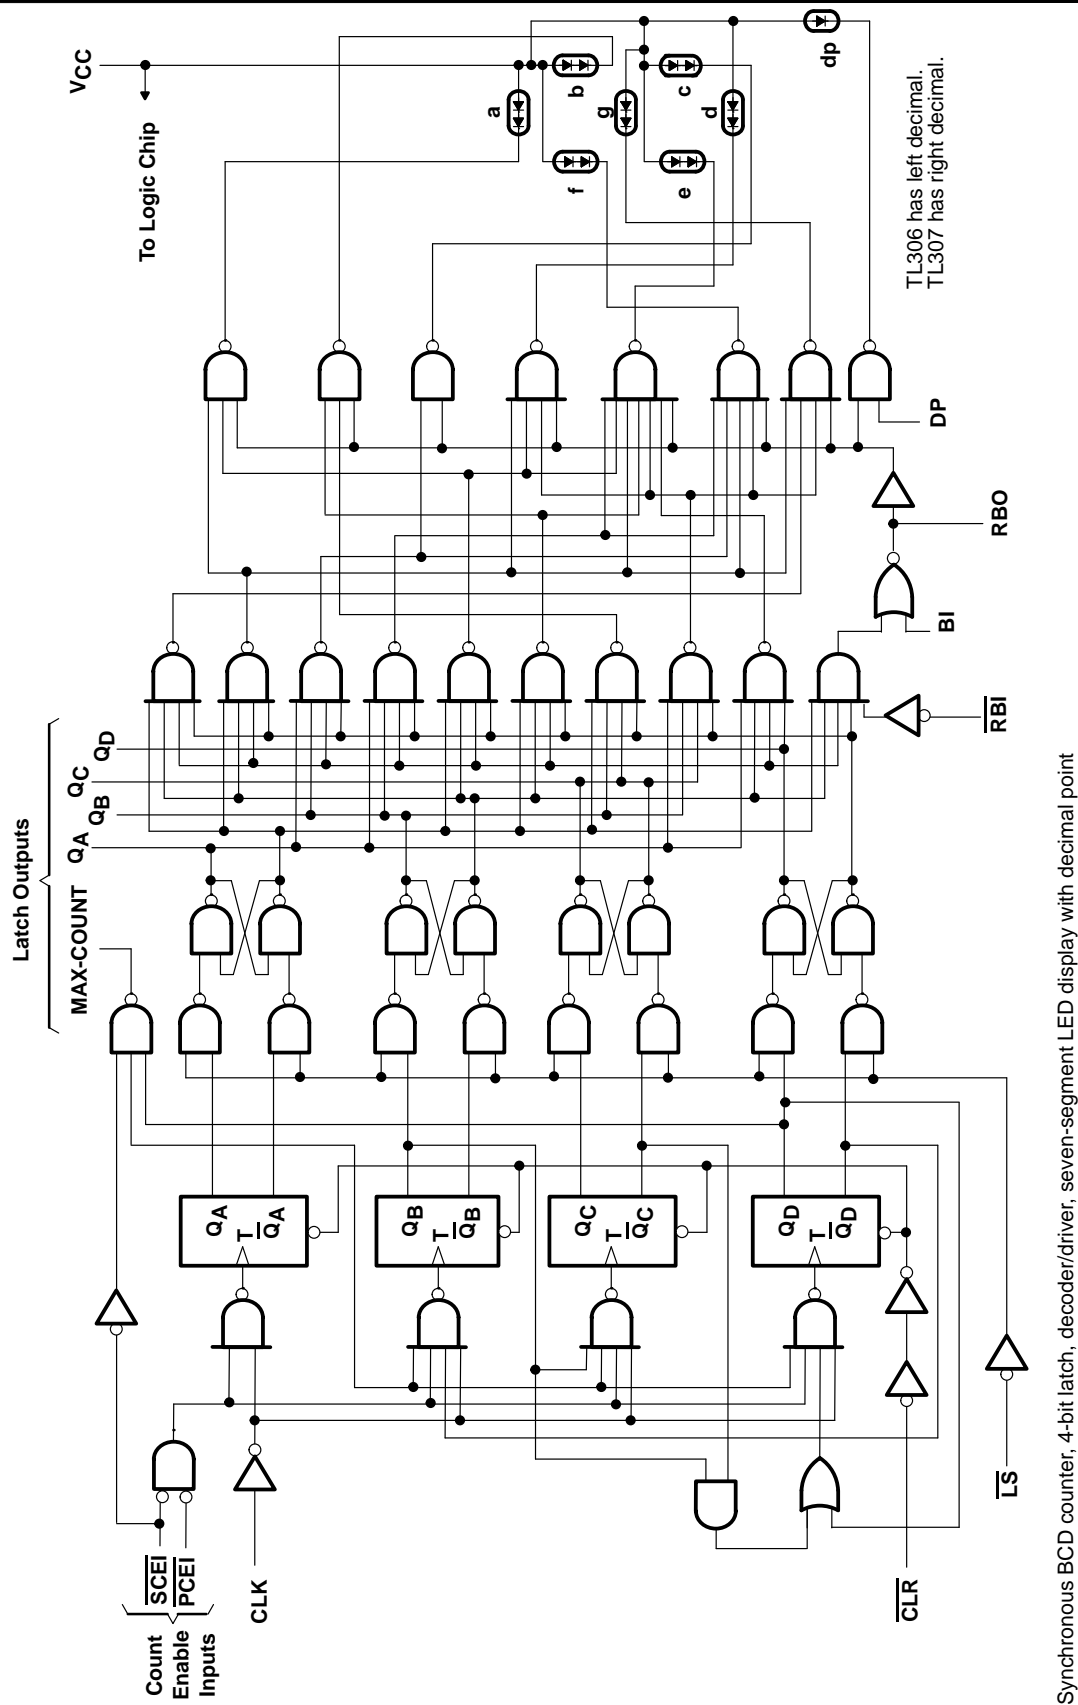 Synchronous BCD counter, 4-bit latch, decoder/driver, seven-segment LED display with decimal point
Count
Enable
Inputs
SCEI
PCEI
CLK
CLR
LS
T
QA
QA
T
QB
QB
T
QC
QC
T
QD
QD
Latch Outputs
MAX-COUNT
QA
QB
QC
QD
RBI
BI
RBO
DP
To Logic Chip
VCC
a
b
f
g
c
e
d
dp
TL306 has left decimal.
TL307 has right decimal.